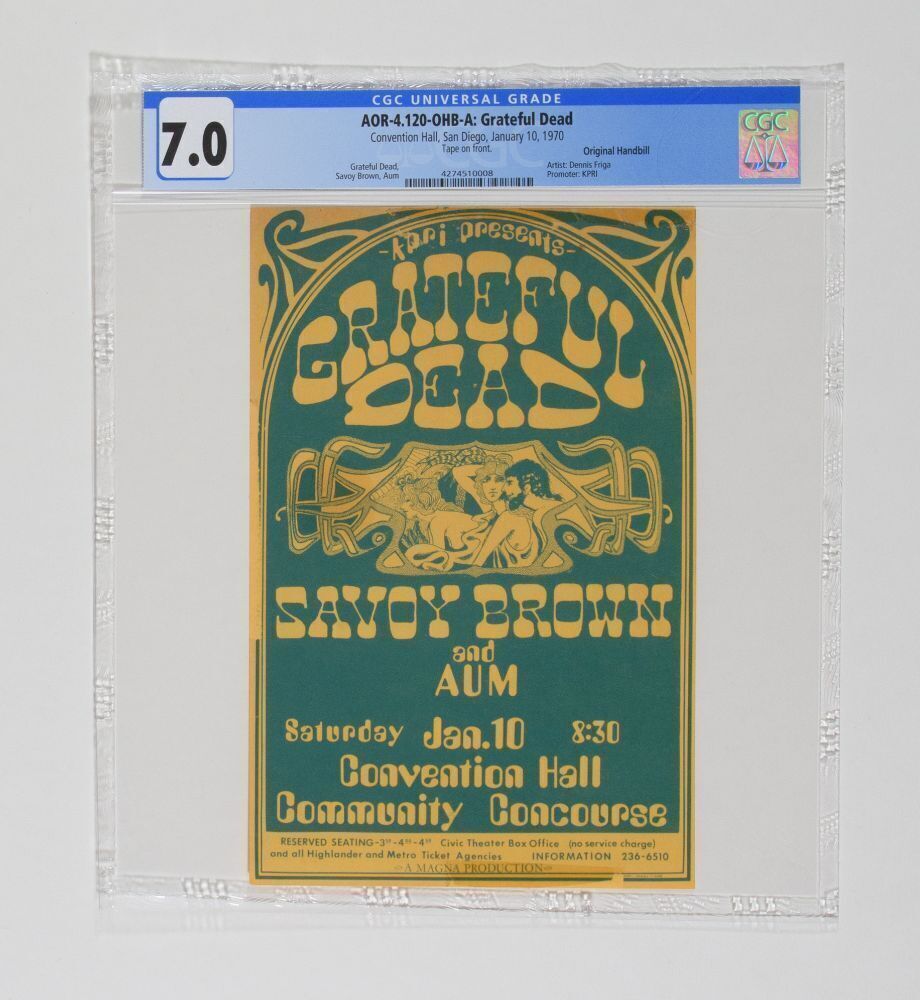 CGC UNIVERSAL GRADE
7.0
AOR-4.120-OHB-A: Grateful Dead
Convention Hall, San Diego, January 10, 1970
Tape on front.
Original Handbill
Grateful Dead,
Savoy Brown, Aum
4274510008
Artist: Dennis Friga
Promoter: KPRI
CGC
-kpri presents-
GRATEFUL
DEAD
SAVOY BROWN
and
AUM
Saturday Jan.10 8:30
Convention Hall
Community Concourse
RESERVED SEATING-3⁵⁰-4⁰⁰-4⁵⁰ Civic Theater Box Office (no service charge)
and all Highlander and Metro Ticket Agencies INFORMATION 236-6510
A MAGNA PRODUCTION